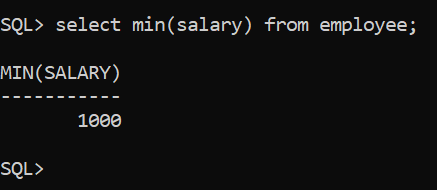 SQL> select min(salary) from employee;
MIN(SALARY)
-----------
1000
SQL>